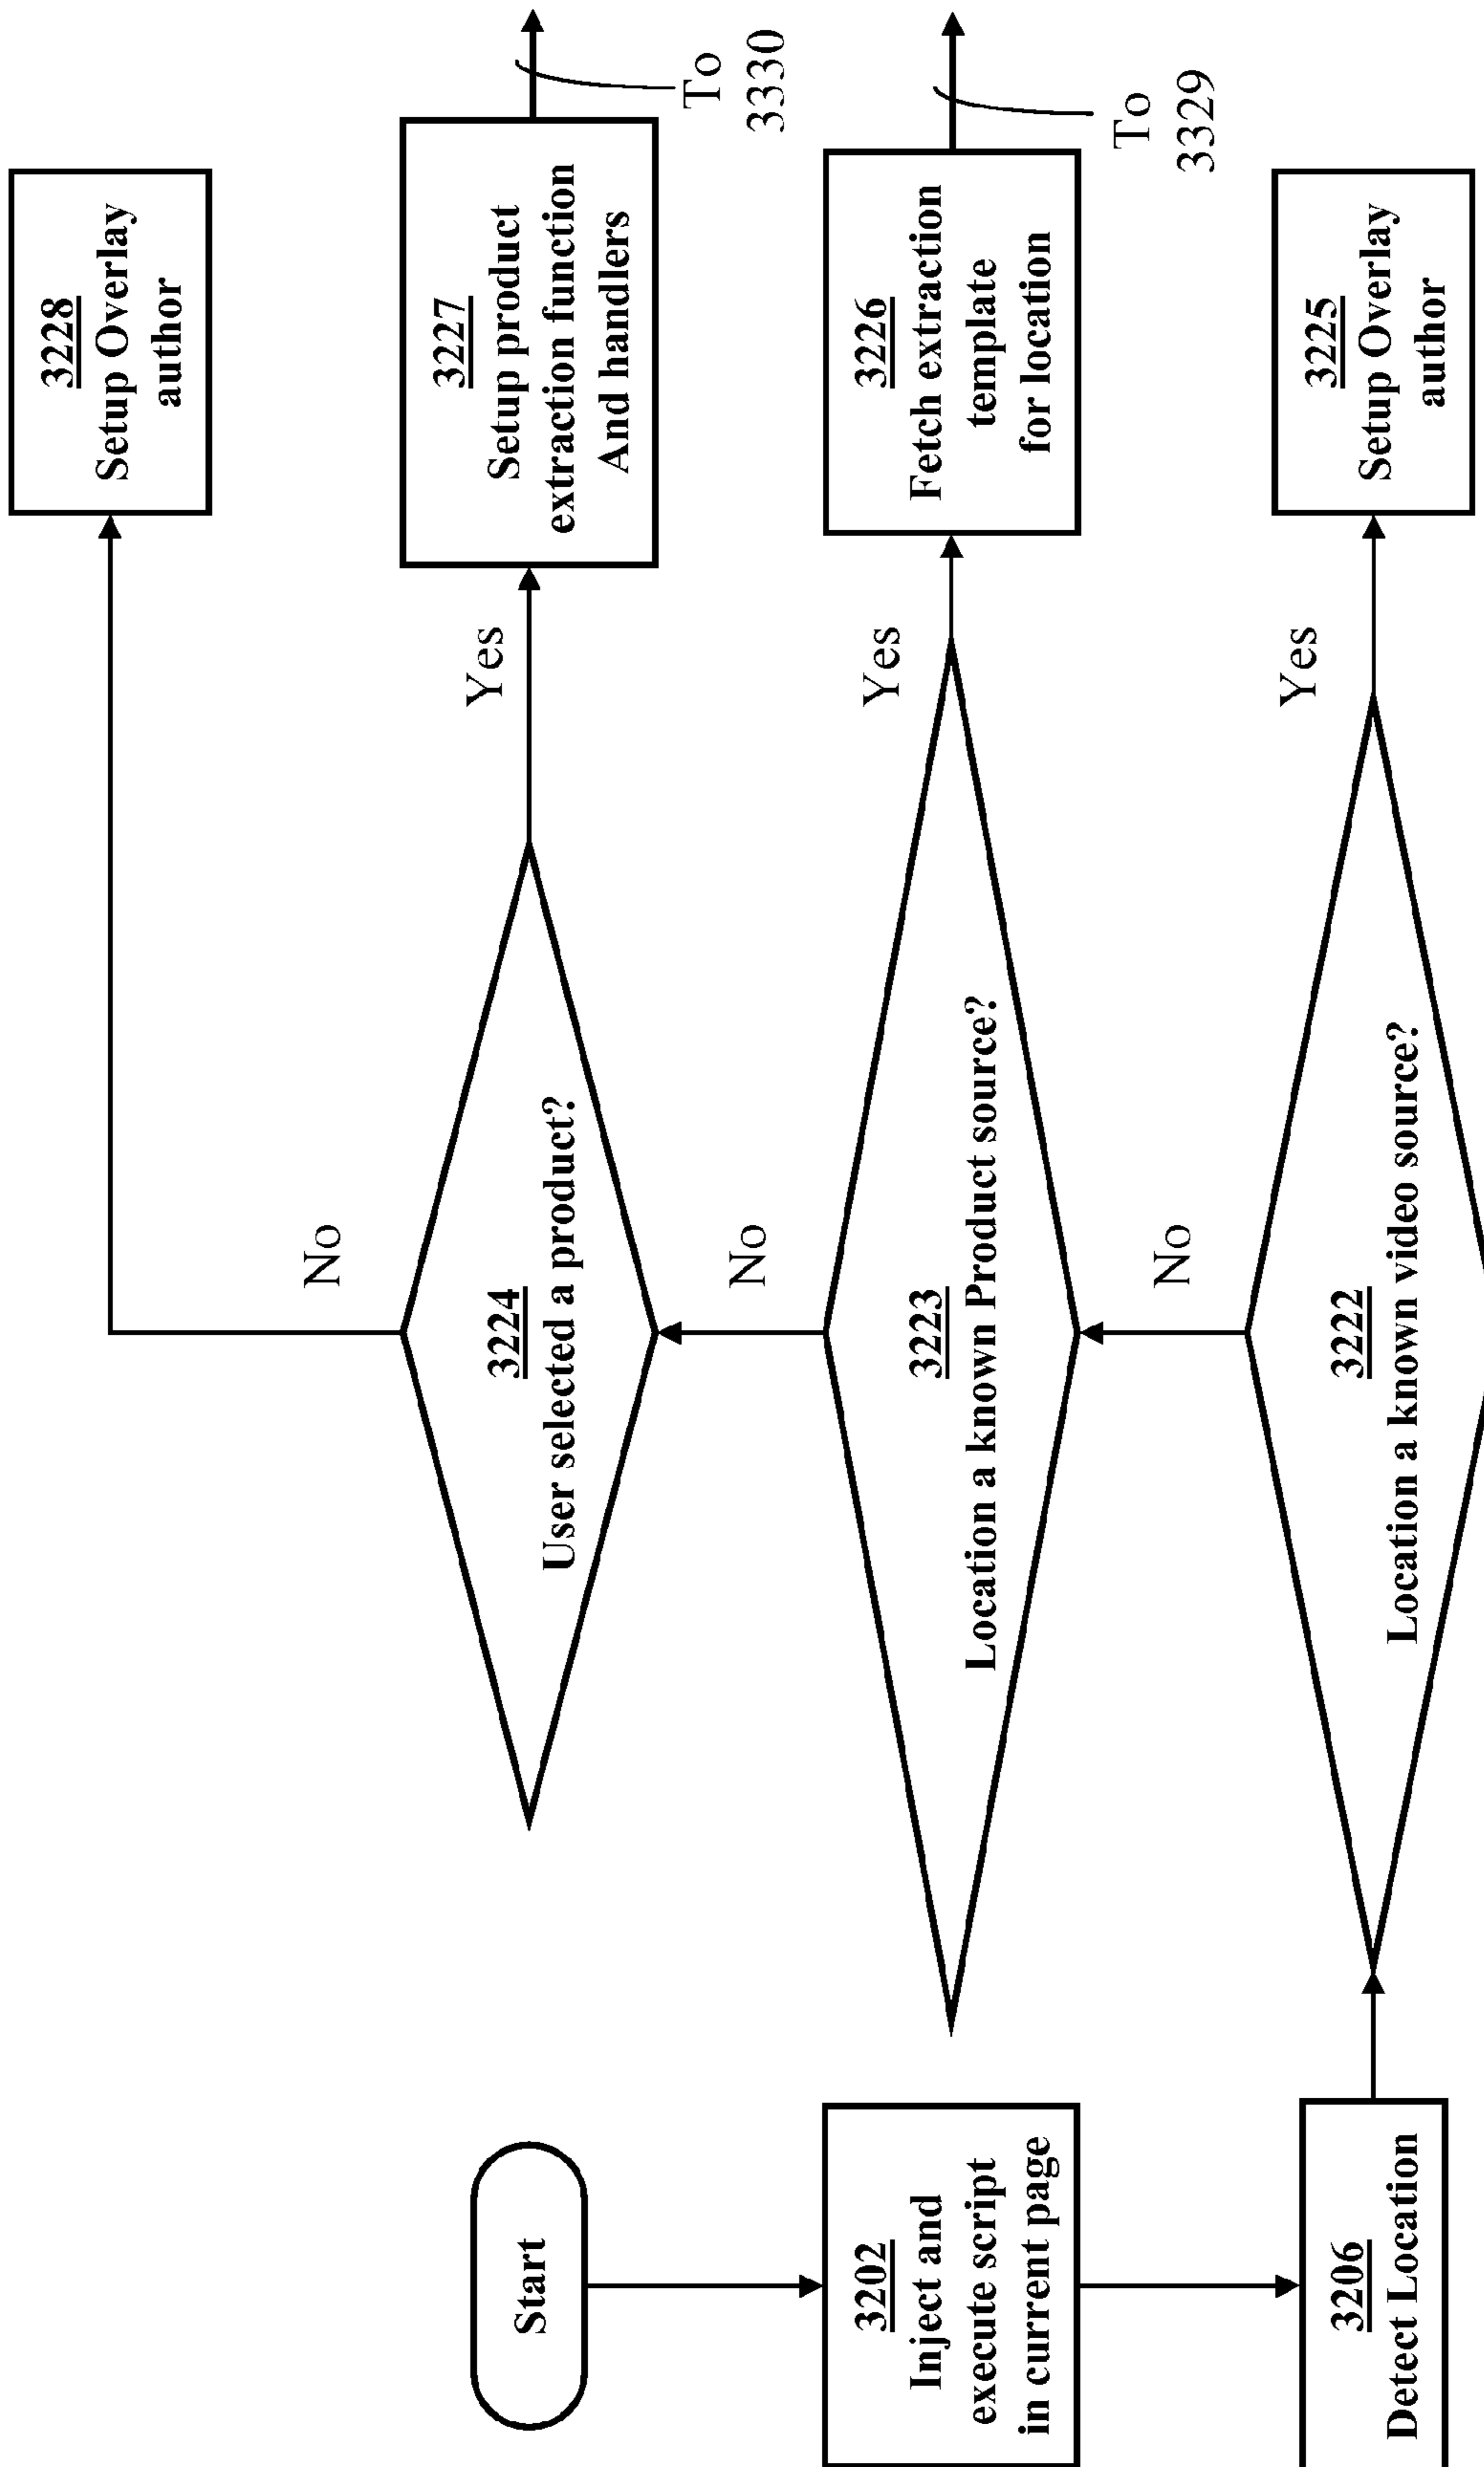 Start
3202
Inject and
execute script
in current page
3206
Detect Location
3222
Location a known video source?
Yes
3225
Setup Overlay
author
No
3223
Location a known Product source?
Yes
3226
Fetch extraction
template
for location
To
3329
No
3224
User selected a product?
Yes
3227
Setup product
extraction function
And handlers
To
3330
No
3228
Setup Overlay
author